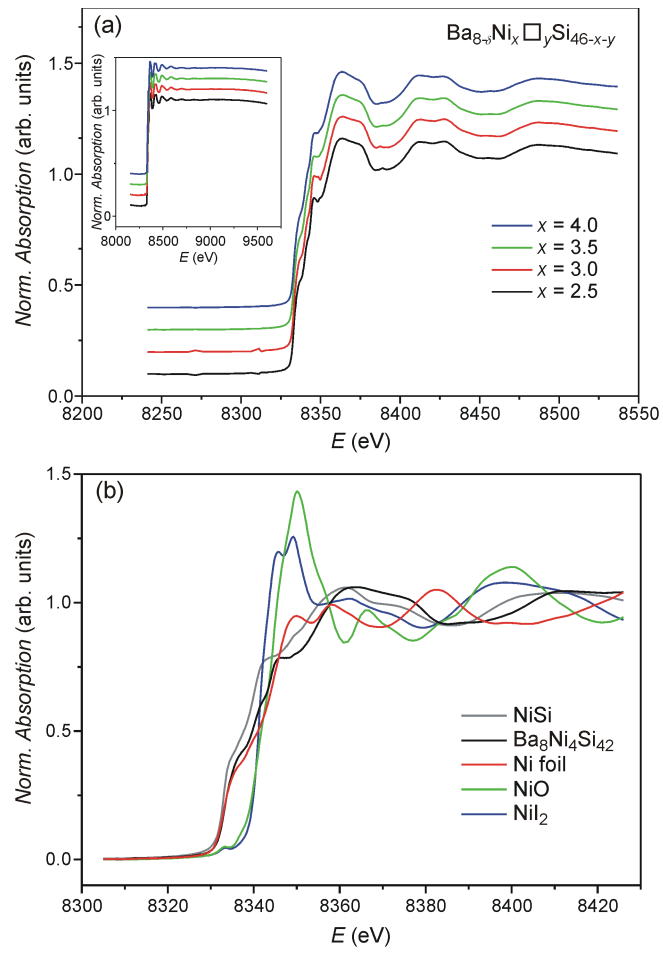 (a)
Ba8-δNix□ySi46-x-y
Norm. Absorption (arb. units)
1.5
1.0
0.5
0.0
Norm. Absorption (arb. units)
1
0
8000 8500 9000 9500
E (eV)
x = 4.0
x = 3.5
x = 3.0
x = 2.5
8200 8250 8300 8350 8400 8450 8500 8550
E (eV)
(b)
Norm. Absorption (arb. units)
1.5
1.0
0.5
0.0
NiSi
Ba8Ni4Si42
Ni foil
NiO
NiI2
8300 8320 8340 8360 8380 8400 8420
E (eV)